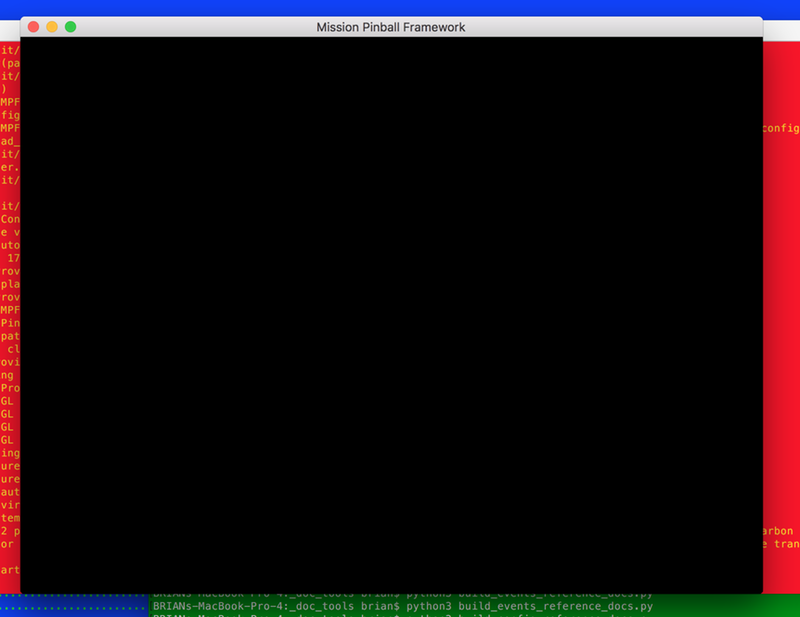 Mission Pinball Framework
it/
(pa
it/
)
MPF
fig
MPF config
ad_
it/
er.
it/
it/
Con
e v
uto
17
rov
pla
rov
MPF
Pin
pat
cl
ovi
ng
Pro
GL
GL
GL
GL
ing
ure
ure
aut
vir
tem
2 p arbon
or e tran
art
BRIANs-MacBook-Pro-4:_doc_tools brian$ python3 build_events_reference_docs.py
BRIANs-MacBook-Pro-4:_doc_tools brian$ python3 build_events_reference_docs.py